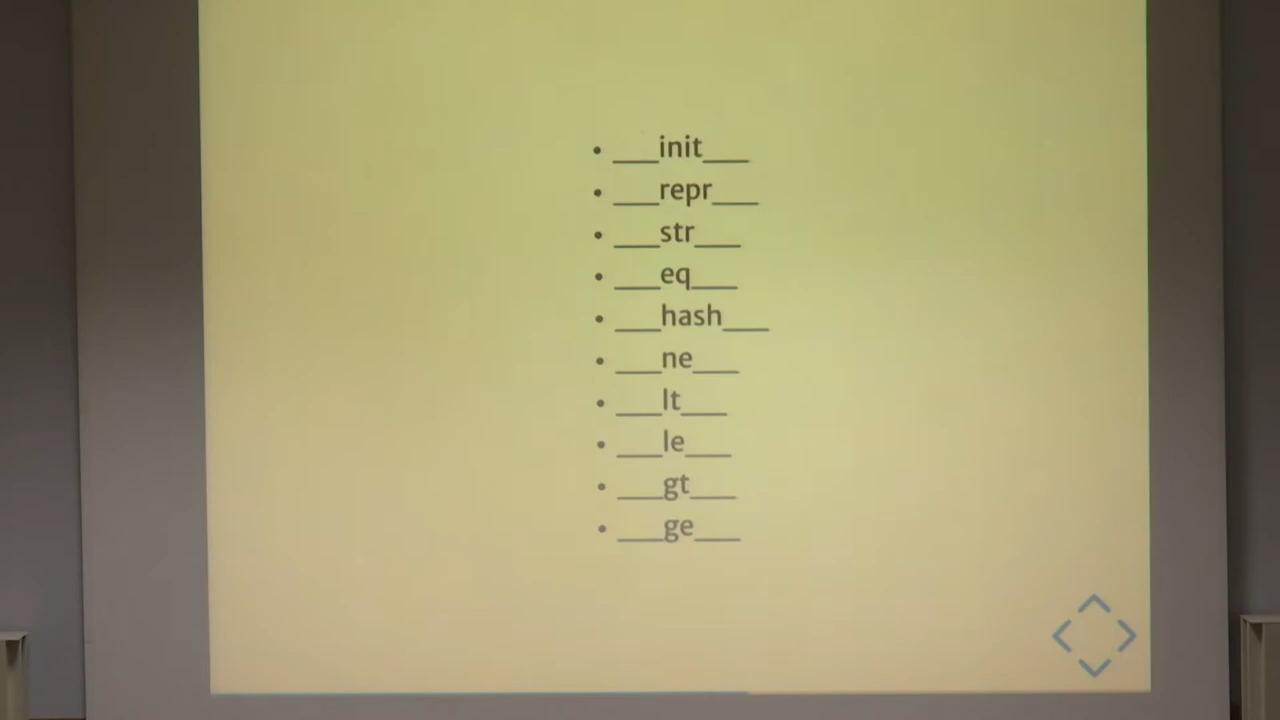 • __init__
• __repr__
• __str__
• __eq__
• __hash__
• __ne__
• __lt__
• __le__
• __gt__
• __ge__